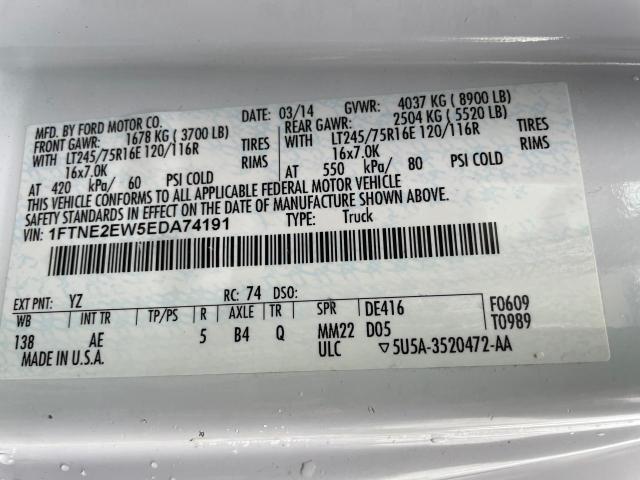 MFD. BY FORD MOTOR CO. DATE: 03/14 GVWR: 4037 KG ( 8900 LB)
FRONT GAWR: 1678 KG ( 3700 LB) REAR GAWR: 2504 KG ( 5520 LB)
WITH LT245/75R16E 120/116R TIRES WITH LT245/75R16E 120/116R TIRES
16x7.0K RIMS 16x7.0K RIMS
AT 420 kPa/ 60 PSI COLD AT 550 kPa/ 80 PSI COLD
THIS VEHICLE CONFORMS TO ALL APPLICABLE FEDERAL MOTOR VEHICLE
SAFETY STANDARDS IN EFFECT ON THE DATE OF MANUFACTURE SHOWN ABOVE.
VIN: 1FTNE2EW5EDA74191 TYPE: Truck
EXT PNT: YZ RC: 74 DSO:
WB INT TR TP/PS R AXLE TR SPR DE416 F0609
138 AE 5 B4 Q MM22 D05 T0989
MADE IN U.S.A. ULC ▽5U5A-3520472-AA